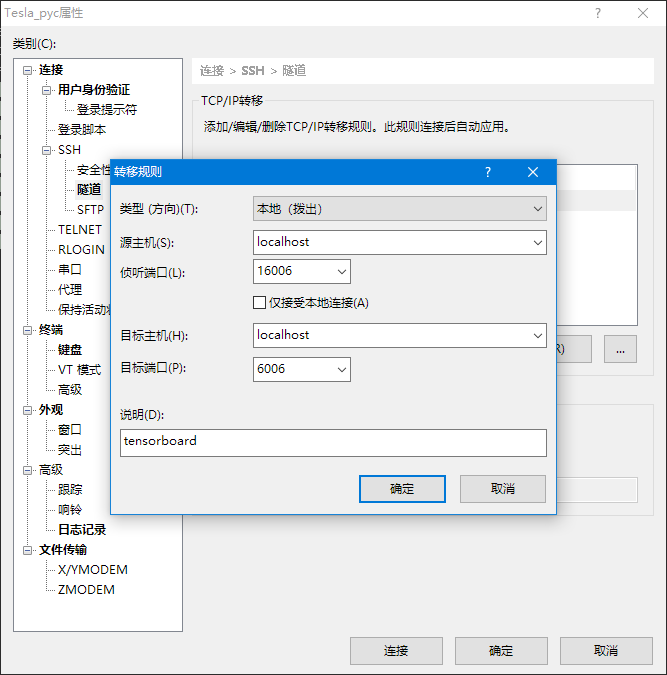 Tesla_pyc属性
类别(C):
连接
用户身份验证
登录提示符
登录脚本
SSH
安全性
隧道
SFTP
TELNET
RLOGIN
串口
代理
保持活动
终端
键盘
VT 模式
高级
外观
窗口
突出
高级
跟踪
响铃
日志记录
文件传输
X/YMODEM
ZMODEM
连接 > SSH > 隧道
TCP/IP转移
添加/编辑/删除TCP/IP转移规则。此规则连接后自动应用。
R)
...
转移规则
类型 (方向)(T):
本地（拨出）
源主机(S):
localhost
侦听端口(L):
16006
仅接受本地连接(A)
目标主机(H):
localhost
目标端口(P):
6006
说明(D):
tensorboard
确定
取消
连接
确定
取消